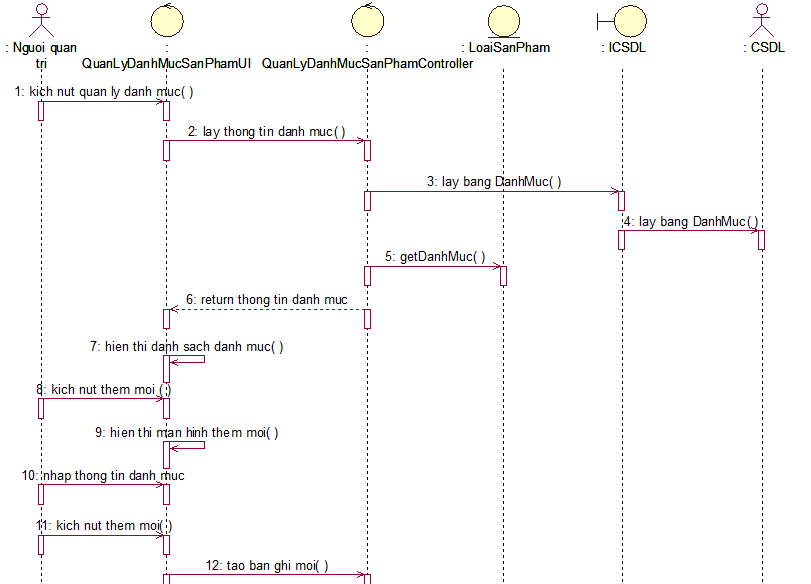 : Nguoi quan
tri
:
QuanLyDanhMucSanPhamUI
:
QuanLyDanhMucSanPhamController
: LoaiSanPham
: ICSDL
: CSDL
1: kich nut quan ly danh muc( )
2: lay thong tin danh muc( )
3: lay bang DanhMuc( )
4: lay bang DanhMuc( )
5: getDanhMuc( )
6: return thong tin danh muc
7: hien thi danh sach danh muc( )
8: kich nut them moi ( )
9: hien thi man hinh them moi( )
10: nhap thong tin danh muc
11: kich nut them moi( )
12: tao ban ghi moi( )